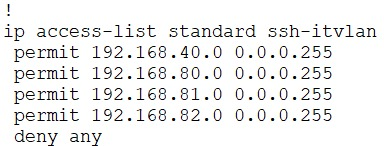 !
ip access-list standard ssh-itvlan
permit 192.168.40.0 0.0.0.255
permit 192.168.80.0 0.0.0.255
permit 192.168.81.0 0.0.0.255
permit 192.168.82.0 0.0.0.255
deny any